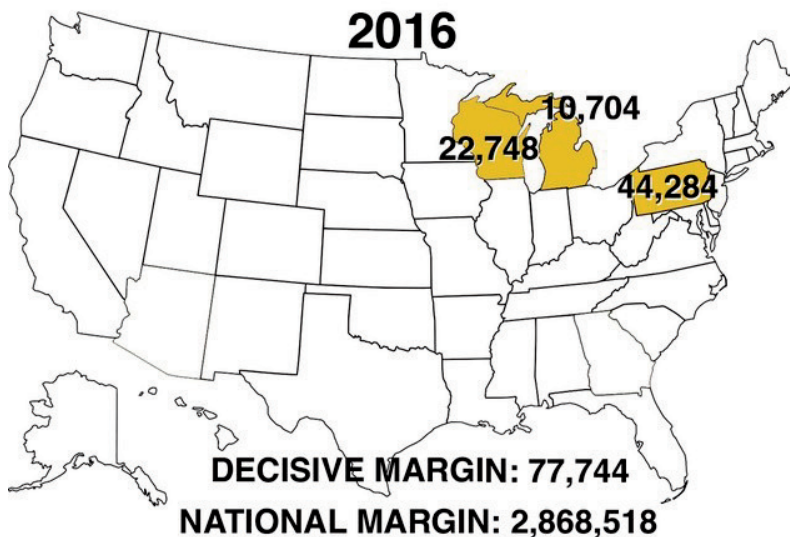 2016
10,704
22,748
44,284
DECISIVE MARGIN: 77,744
NATIONAL MARGIN: 2,868,518